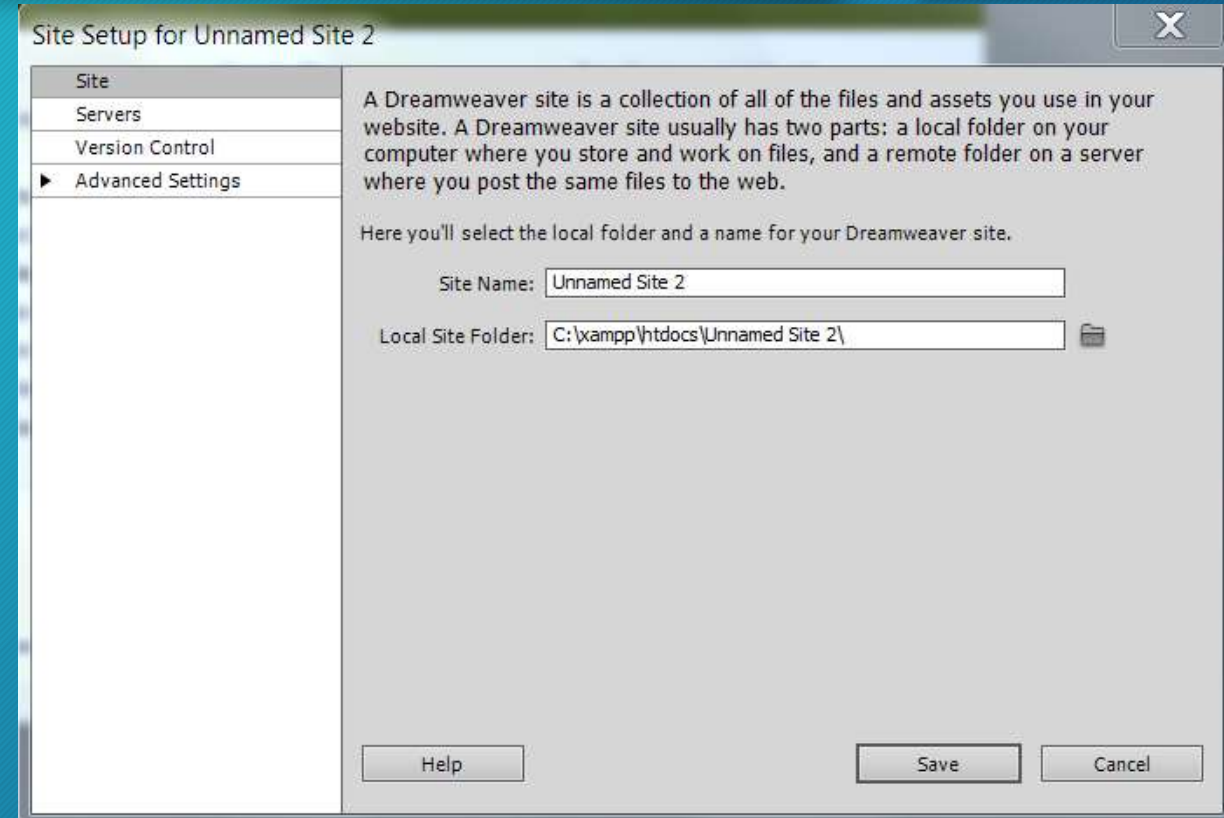 Site Setup for Unnamed Site 2
Site
Servers
Version Control
Advanced Settings
A Dreamweaver site is a collection of all of the files and assets you use in your
website. A Dreamweaver site usually has two parts: a local folder on your
computer where you store and work on files, and a remote folder on a server
where you post the same files to the web.
Here you'll select the local folder and a name for your Dreamweaver site.
Site Name: Unnamed Site 2
Local Site Folder: C:\xampp\htdocs\Unnamed Site 2\
Help Save Cancel